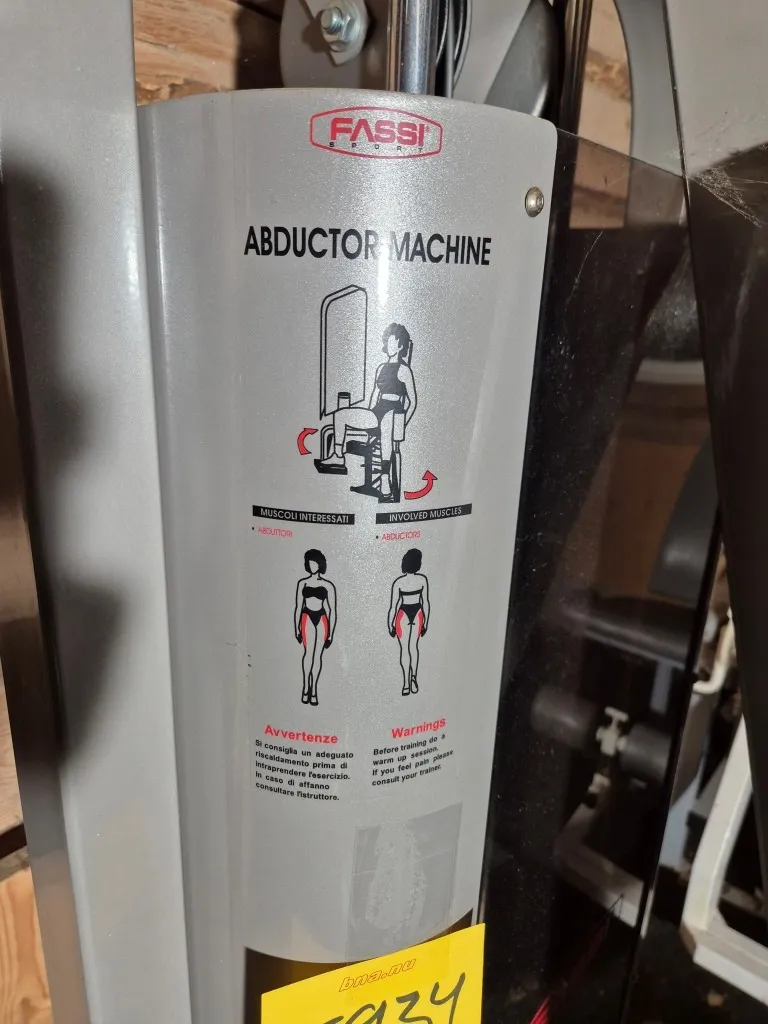 FASSI®
SPORT
ABDUCTOR MACHINE
MUSCOLI INTERESSATI
INVOLVED MUSCLES
• ABDUTTORI
• ABDUCTORS
Avvertenze
Si consiglia un adeguato
riscaldamento prima di
intraprendere l'esercizio.
In caso di affanno
consultare l'istruttore.
Warnings
Before training do a
warm up session.
If you feel pain please
consult your trainer.
bna.nu
934